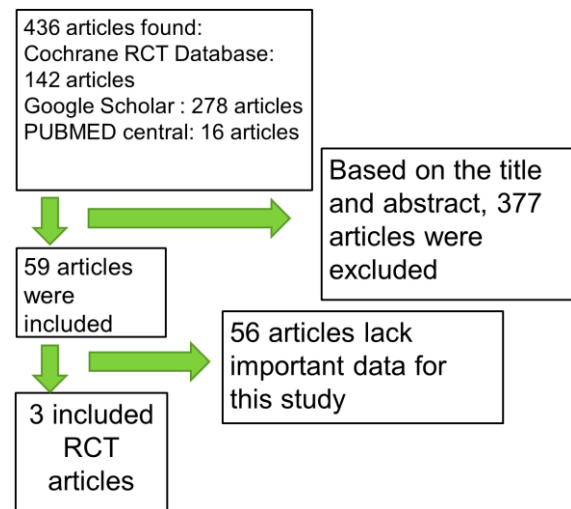 436 articles found:
Cochrane RCT Database:
142 articles
Google Scholar : 278 articles
PUBMED central: 16 articles
Based on the title
and abstract, 377
articles were
excluded
59 articles
were
included
56 articles lack
important data for
this study
3 included
RCT
articles